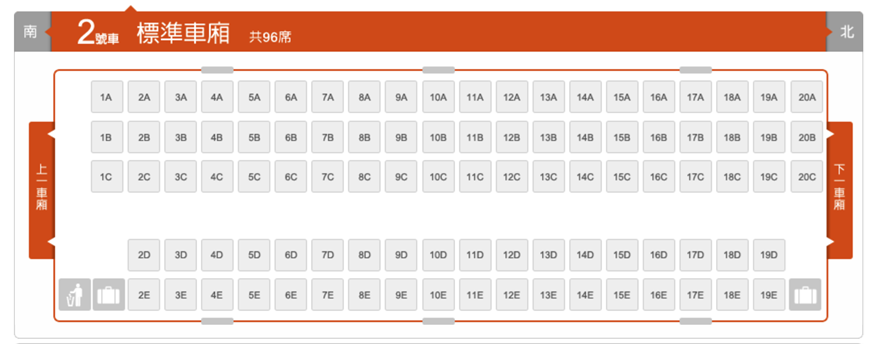 南 2號車 標準車廂 共96席 北
1A 2A 3A 4A 5A 6A 7A 8A 9A 10A 11A 12A 13A 14A 15A 16A 17A 18A 19A 20A
1B 2B 3B 4B 5B 6B 7B 8B 9B 10B 11B 12B 13B 14B 15B 16B 17B 18B 19B 20B
上一車廂
1C 2C 3C 4C 5C 6C 7C 8C 9C 10C 11C 12C 13C 14C 15C 16C 17C 18C 19C 20C
下一車廂
2D 3D 4D 5D 6D 7D 8D 9D 10D 11D 12D 13D 14D 15D 16D 17D 18D 19D
2E 3E 4E 5E 6E 7E 8E 9E 10E 11E 12E 13E 14E 15E 16E 17E 18E 19E